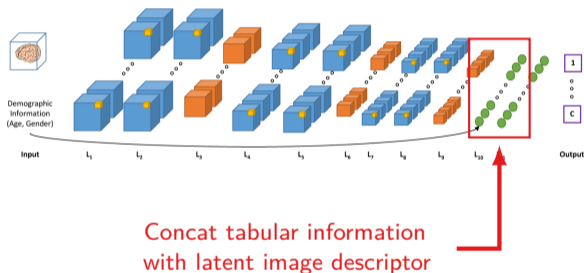 1
C
Demographic
Information
(Age, Gender)
Input L₁ L₂ L₃ L₄ L₅ L₆ L₇ L₈ L₉ L₁₀ Output
Concat tabular information
with latent image descriptor